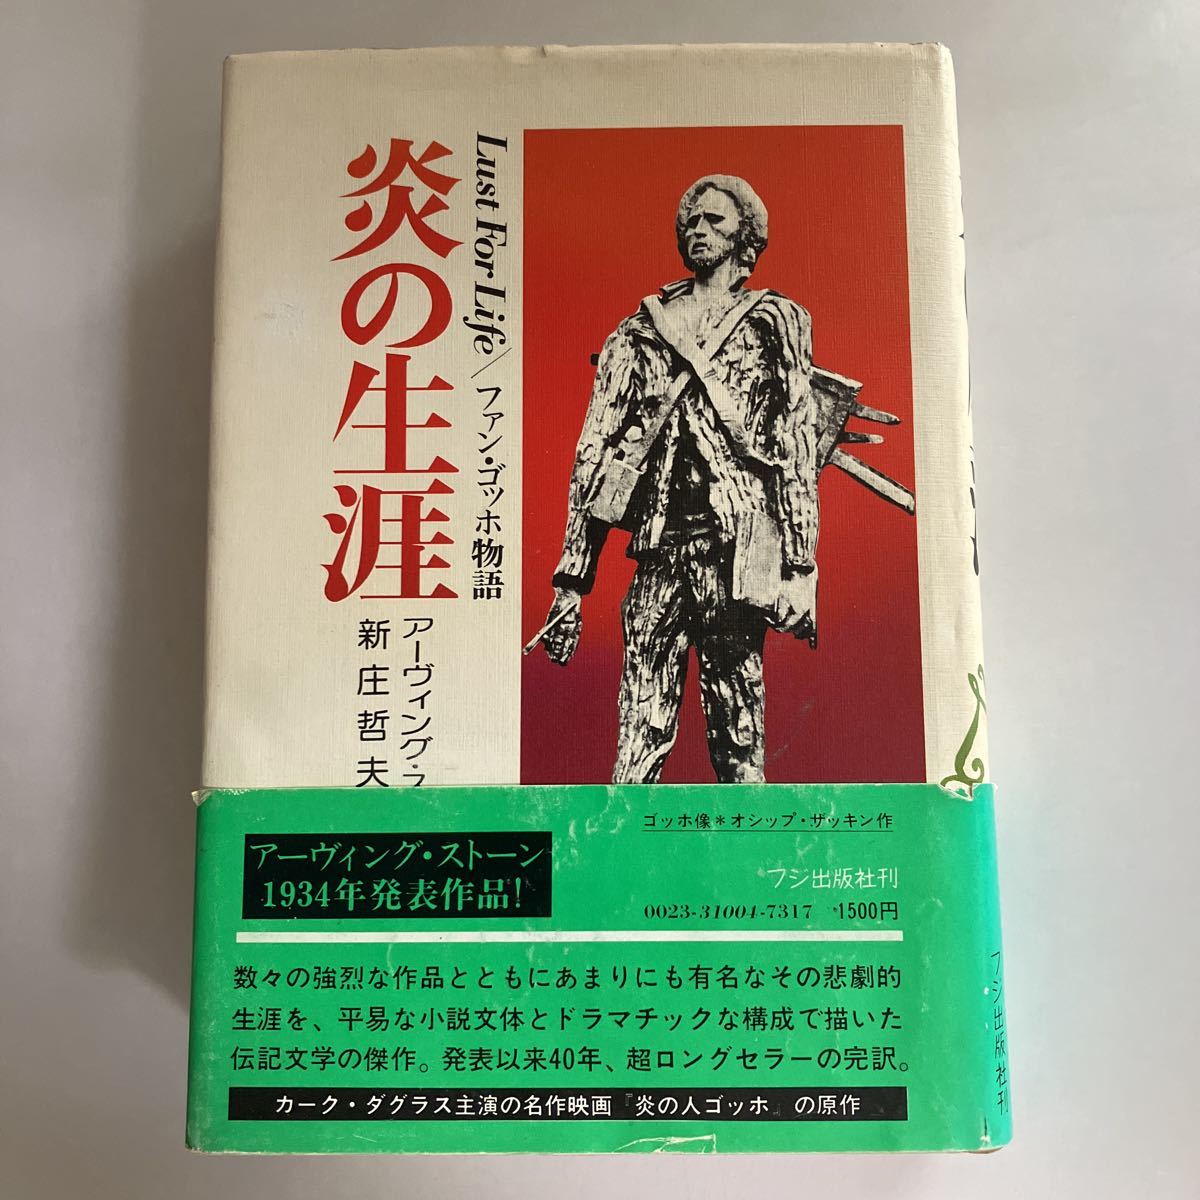 Lust For Life/ファン・ゴッホ物語
炎の生涯
アーヴィング・ス
新庄哲夫
ゴッホ像＊オシップ・ザッキン作
アーヴィング・ストーン
1934年発表作品!
フジ出版社刊
0023-31004-7317 1500円
数々の強烈な作品とともにあまりにも有名なその悲劇的
生涯を、平易な小説文体とドラマチックな構成で描いた
伝記文学の傑作。発表以来40年、超ロングセラーの完訳。
カーク・ダグラス主演の名作映画『炎の人ゴッホ』の原作
フジ出版社刊